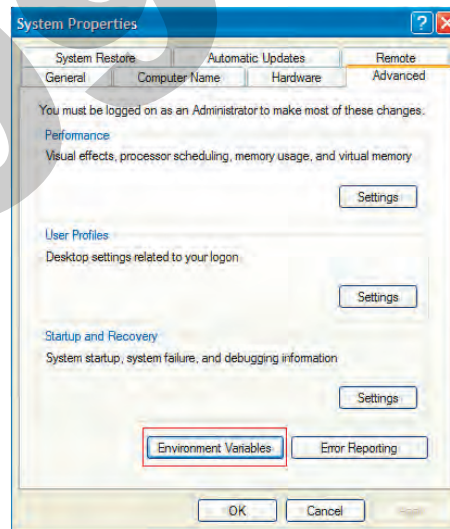 System Properties
System Restore Automatic Updates Remote
General Computer Name Hardware Advanced
You must be logged on as an Administrator to make most of these changes.
Performance
Visual effects, processor scheduling, memory usage, and virtual memory
Settings
User Profiles
Desktop settings related to your logon
Settings
Startup and Recovery
System startup, system failure, and debugging information
Settings
Environment Variables Error Reporting
OK Cancel